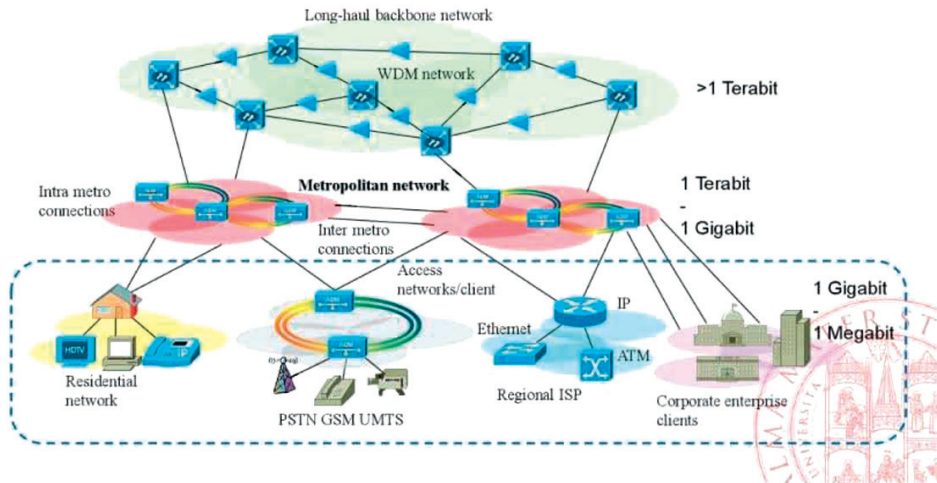 Long-haul backbone network
WDM network
>1 Terabit
Intra metro
connections
Metropolitan network
Inter metro
connections
1 Terabit
-
1 Gigabit
Access
networks/client
1 Gigabit
-
1 Megabit
ADM
HDTV
IP
Residential
network
PSTN GSM UMTS
Ethernet
IP
ATM
Regional ISP
Corporate enterprise
clients